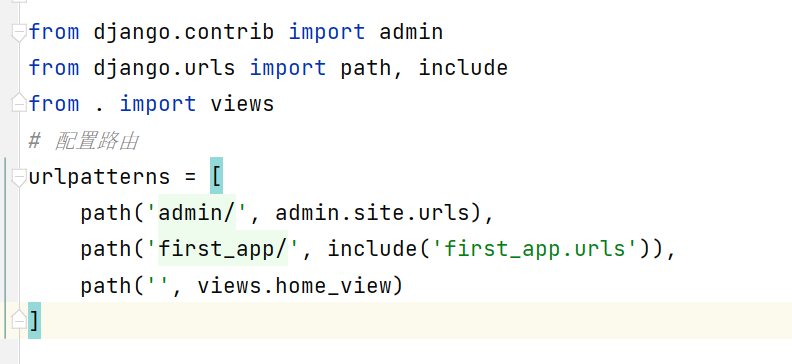 from django.contrib import admin
from django.urls import path, include
from . import views
# 配置路由
urlpatterns = [
    path('admin/', admin.site.urls),
    path('first_app/', include('first_app.urls')),
    path('', views.home_view)
]